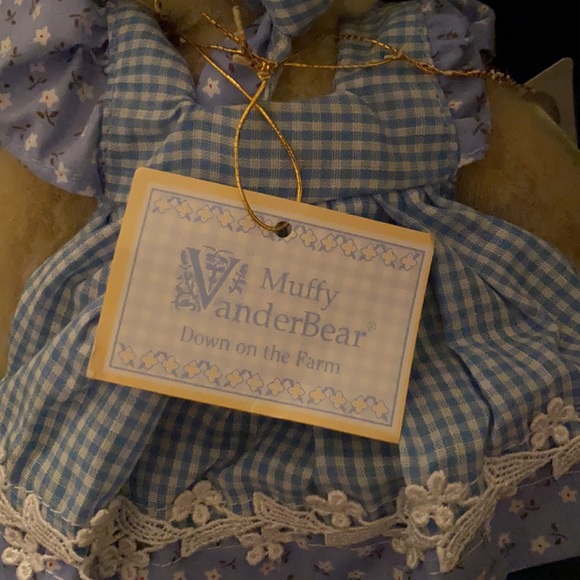 Muffy
VanderBear®
Down on the Farm